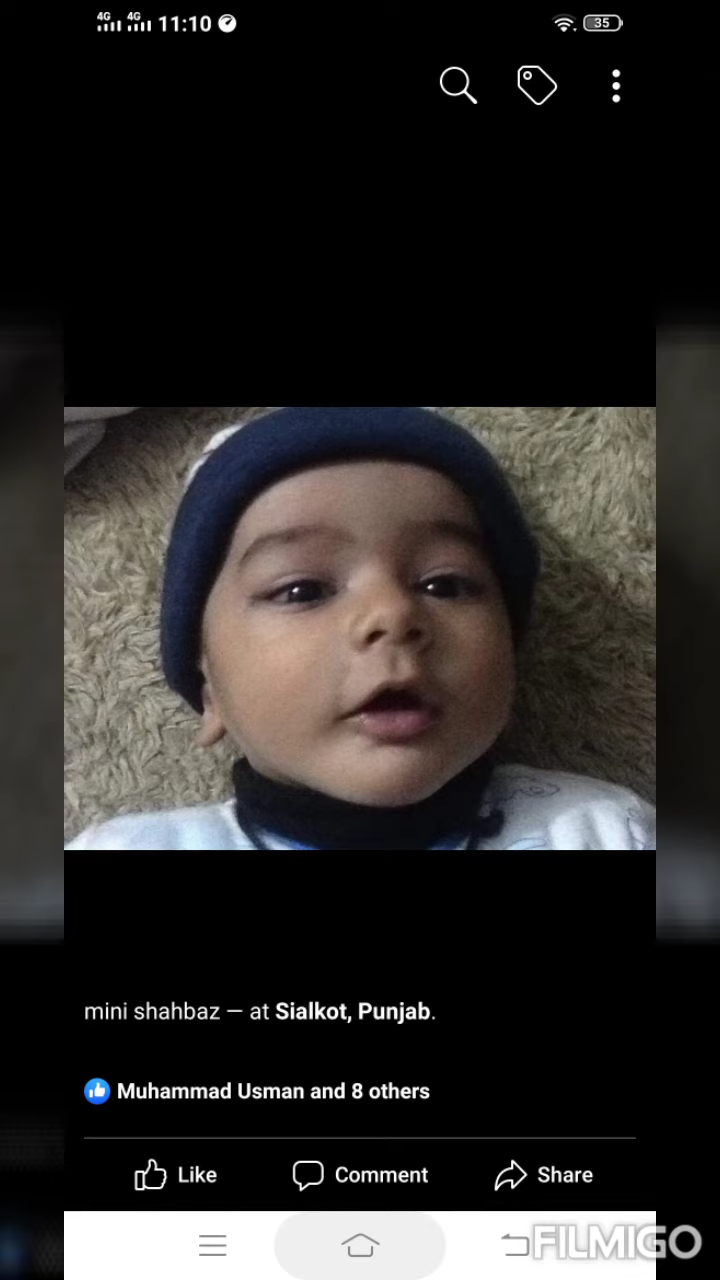 4G 4G 11:10 35
mini shahbaz — at Sialkot, Punjab.
Muhammad Usman and 8 others
Like Comment Share
FILMIGO